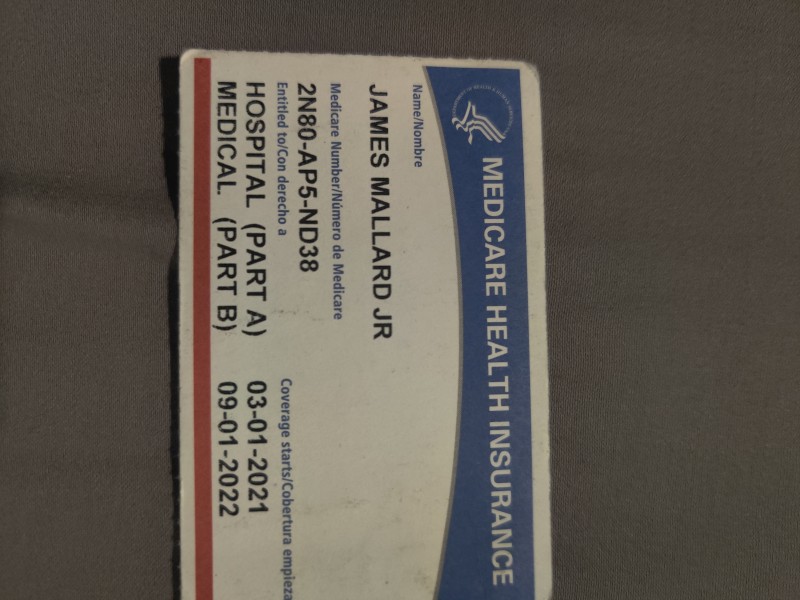 MEDICARE HEALTH INSURANCE
Name/Nombre
JAMES MALLARD JR
Medicare Number/Número de Medicare
2N80-AP5-ND38
Entitled to/Con derecho a Coverage starts/Cobertura empieza
HOSPITAL (PART A) 03-01-2021
MEDICAL (PART B) 09-01-2022